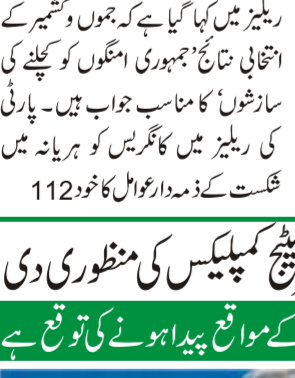 ریلیز میں کہا گیا ہے کہ جموں و کشمیر کے
انتخابی نتائج ’جمہوری امنگوں کو کچلنے کی
سازشوں‘ کا مناسب جواب ہیں۔ پارٹی
کی ریلیز میں کانگریس کو ہریانہ میں
شکست کے ذمہ دار عوامل کا خود 112
کمپلیکس کی منظوری دی
کے مواقع پیدا ہونے کی توقع ہے